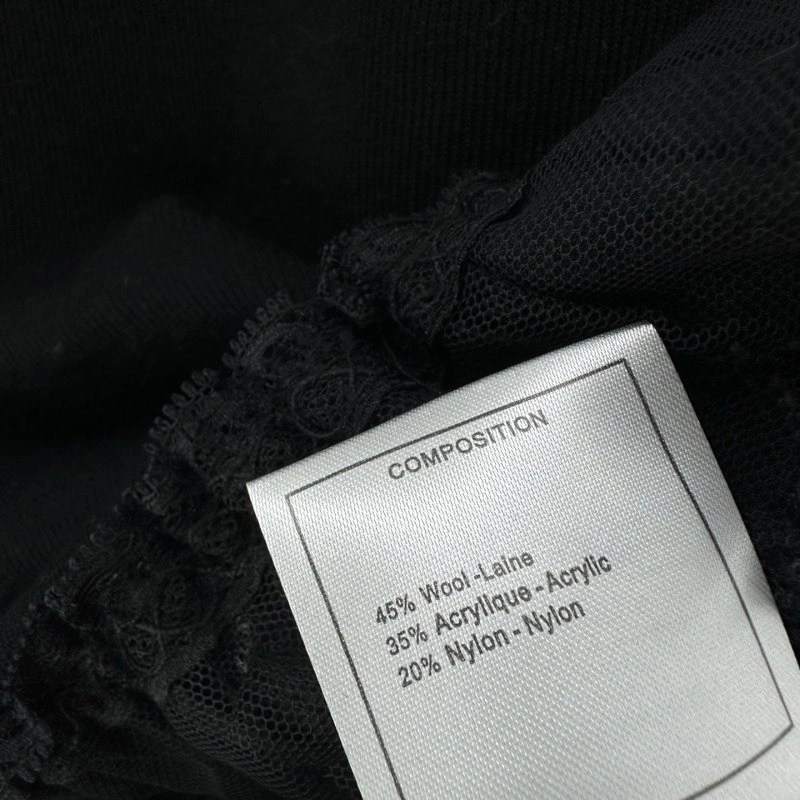 COMPOSITION
45% Wool -Laine
35% Acrylique - Acrylic
20% Nylon - Nylon